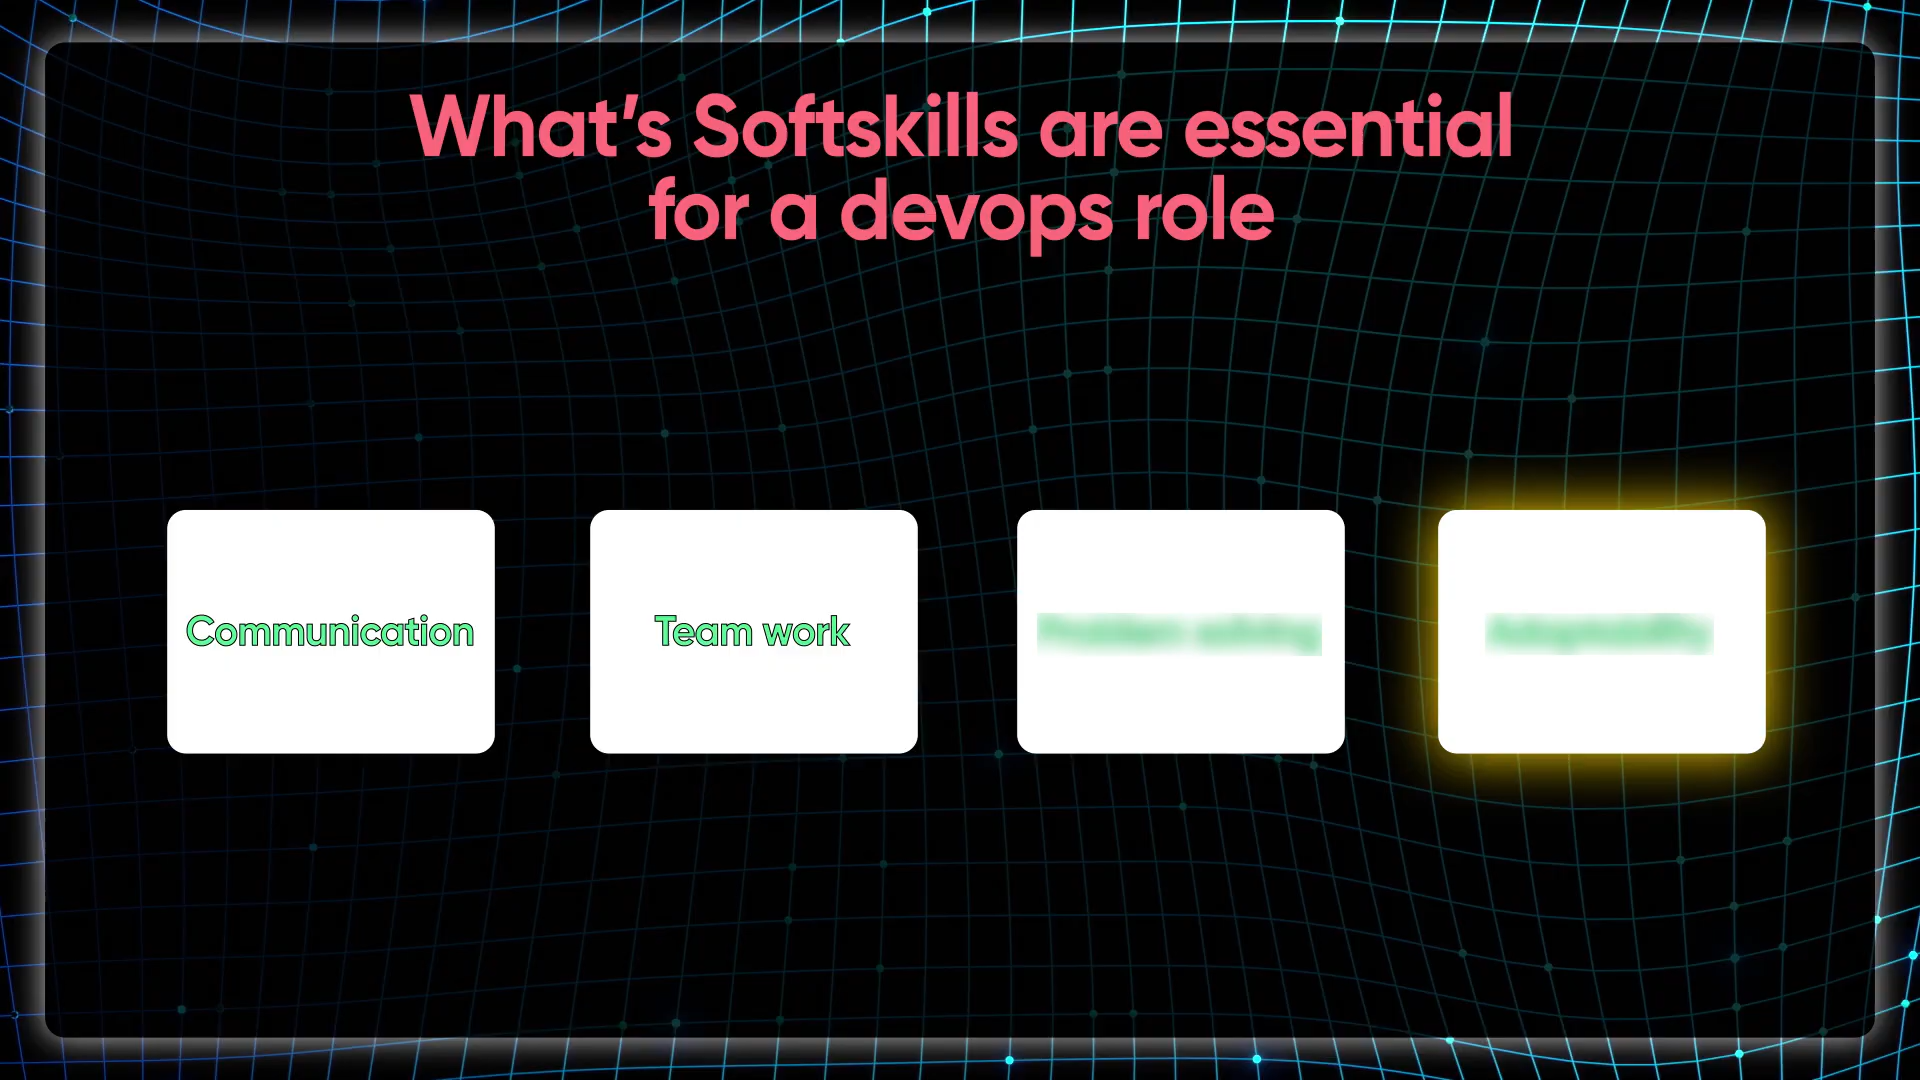 What's Softskills are essential
for a devops role
Communication
Team work